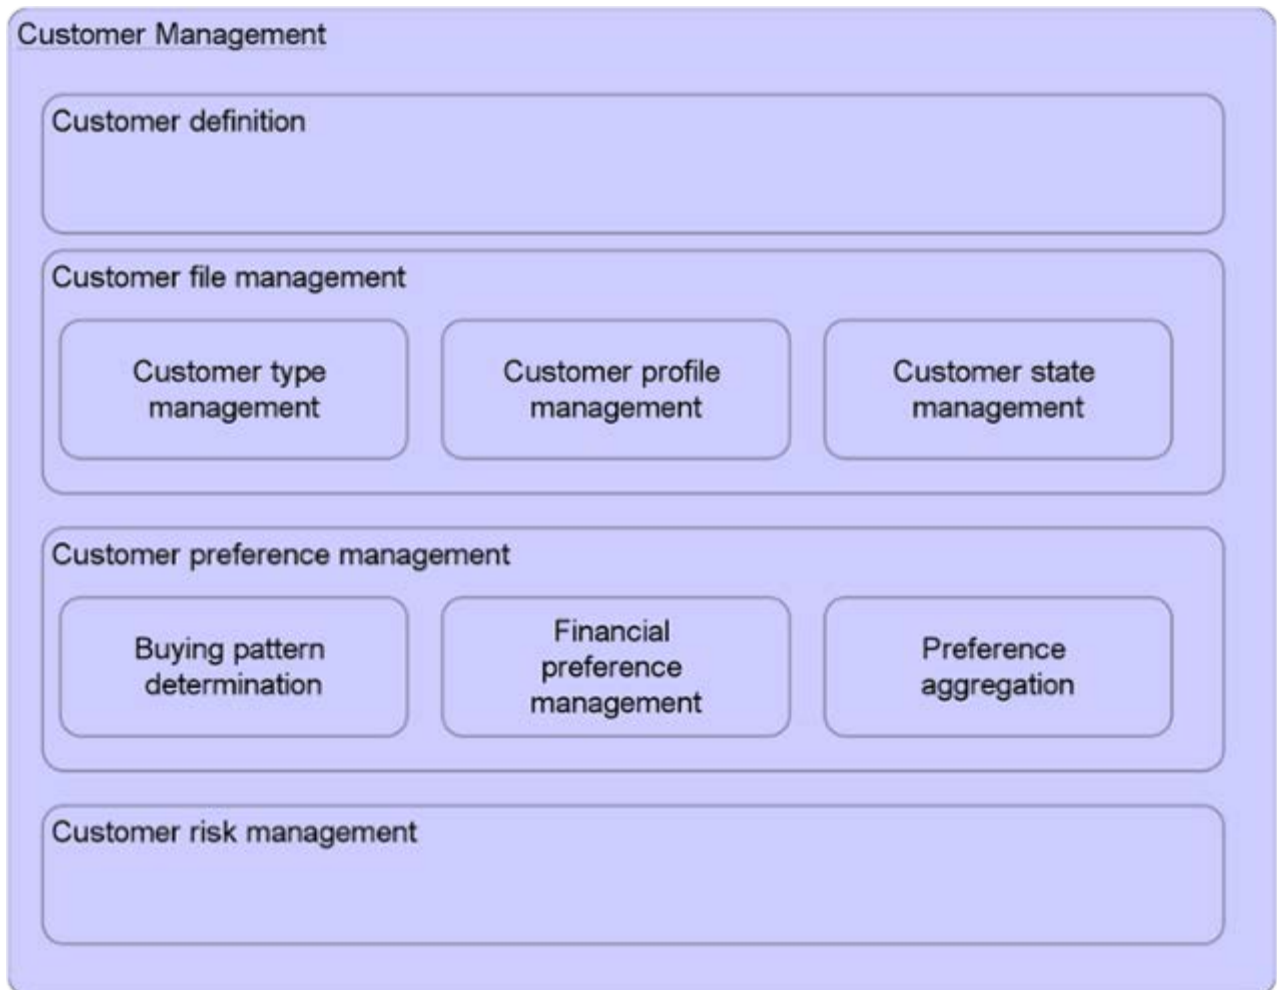 Customer Management
Customer definition
Customer file management
Customer type
management
Customer profile
management
Customer state
management
Customer preference management
Buying pattern
determination
Financial
preference
management
Preference
aggregation
Customer risk management